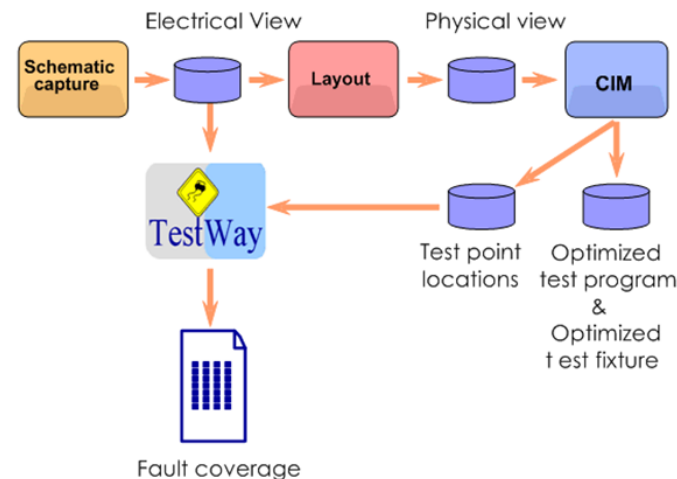 Electrical View
Physical view
Schematic
capture
Layout
CIM
TestWay
Test point
locations
Optimized
test program
&
Optimized
t est fixture
Fault coverage